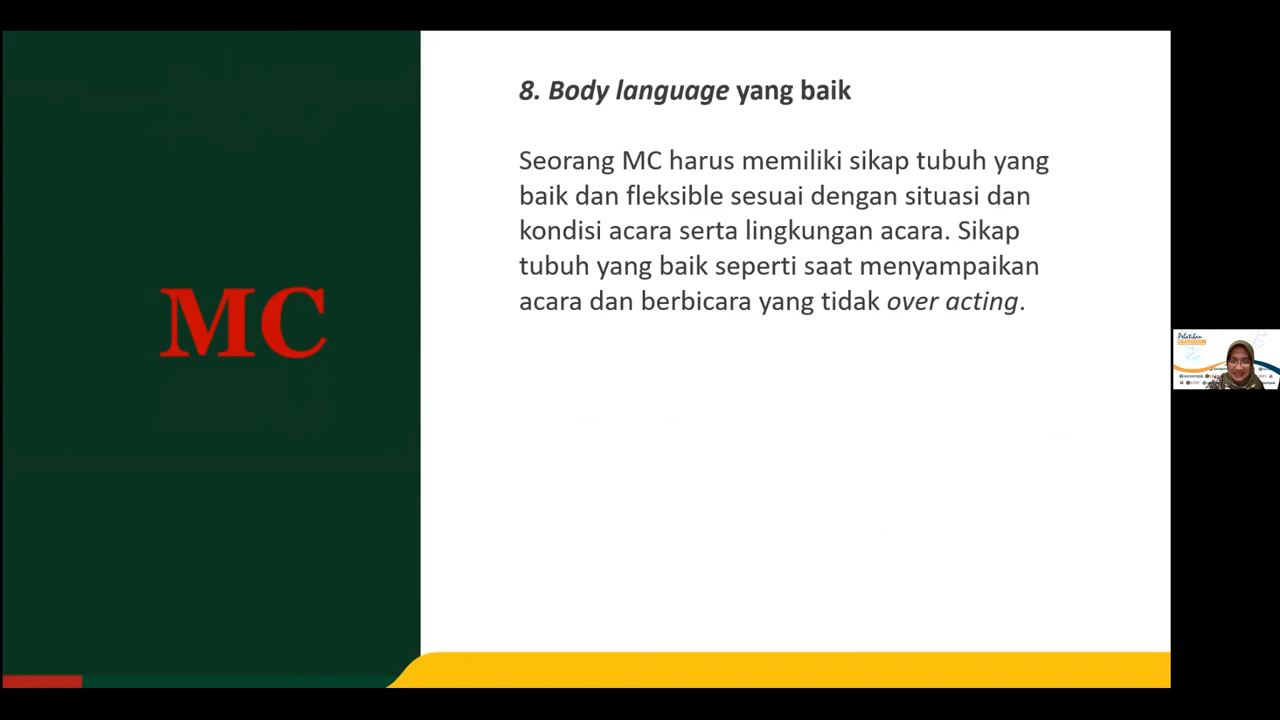 8. Body language yang baik
Seorang MC harus memiliki sikap tubuh yang
baik dan fleksible sesuai dengan situasi dan
kondisi acara serta lingkungan acara. Sikap
tubuh yang baik seperti saat menyampaikan
acara dan berbicara yang tidak over acting.
MC
Pelatihan